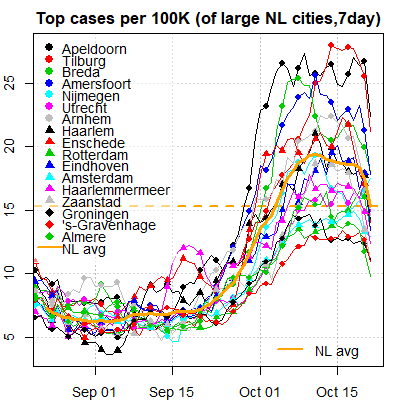 Top cases per 100K (of large NL cities,7day)
Apeldoorn
Tilburg
Breda
Amersfoort
Nijmegen
Utrecht
Arnhem
Haarlem
Enschede
Rotterdam
Eindhoven
Amsterdam
Haarlemmermeer
Zaanstad
Groningen
's-Gravenhage
Almere
NL avg
25
20
15
10
5
NL avg
Sep 01 Sep 15 Oct 01 Oct 15